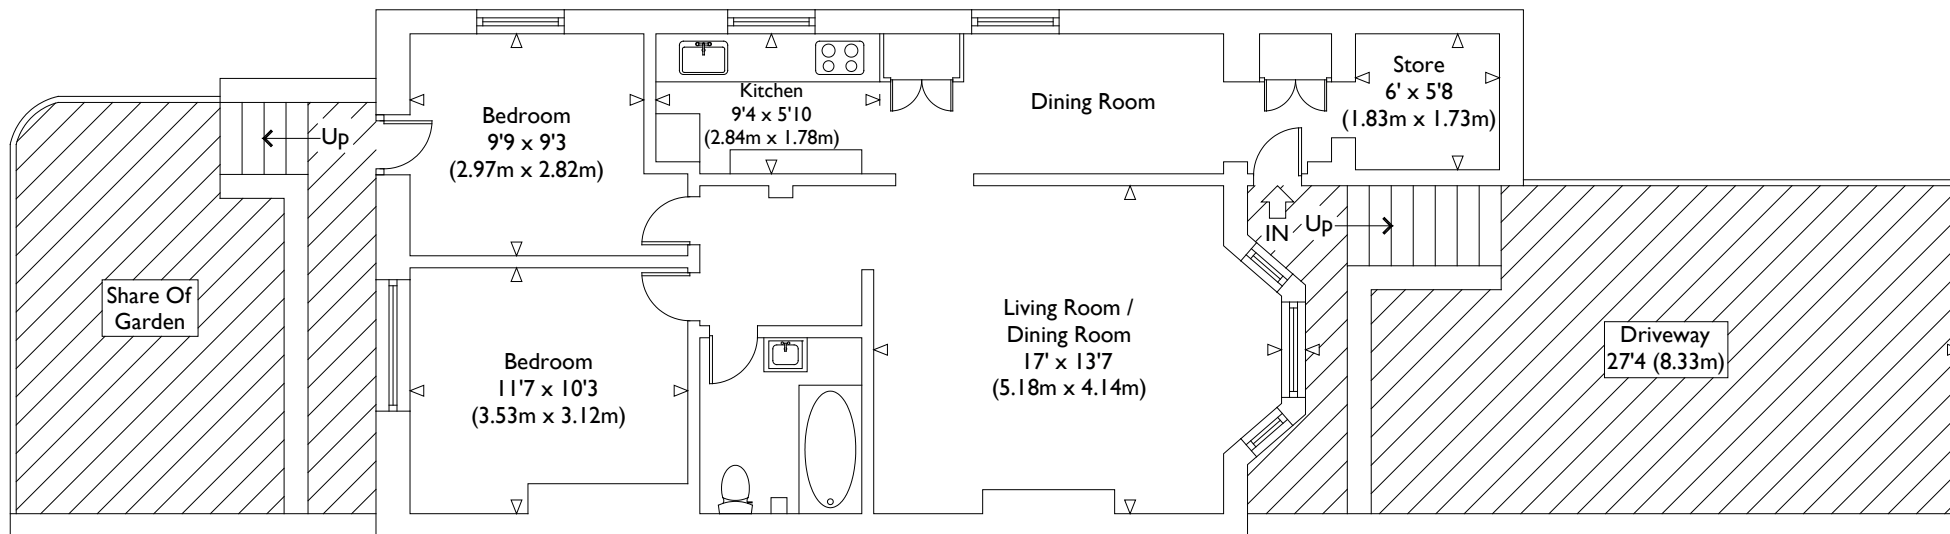 Up
Bedroom
9'9 x 9'3
(2.97m x 2.82m)
Kitchen
9'4 x 5'10
(2.84m x 1.78m)
Dining Room
Store
6' x 5'8
(1.83m x 1.73m)
IN
Up
Share Of
Garden
Bedroom
11'7 x 10'3
(3.53m x 3.12m)
Living Room /
Dining Room
17' x 13'7
(5.18m x 4.14m)
Driveway
27'4 (8.33m)